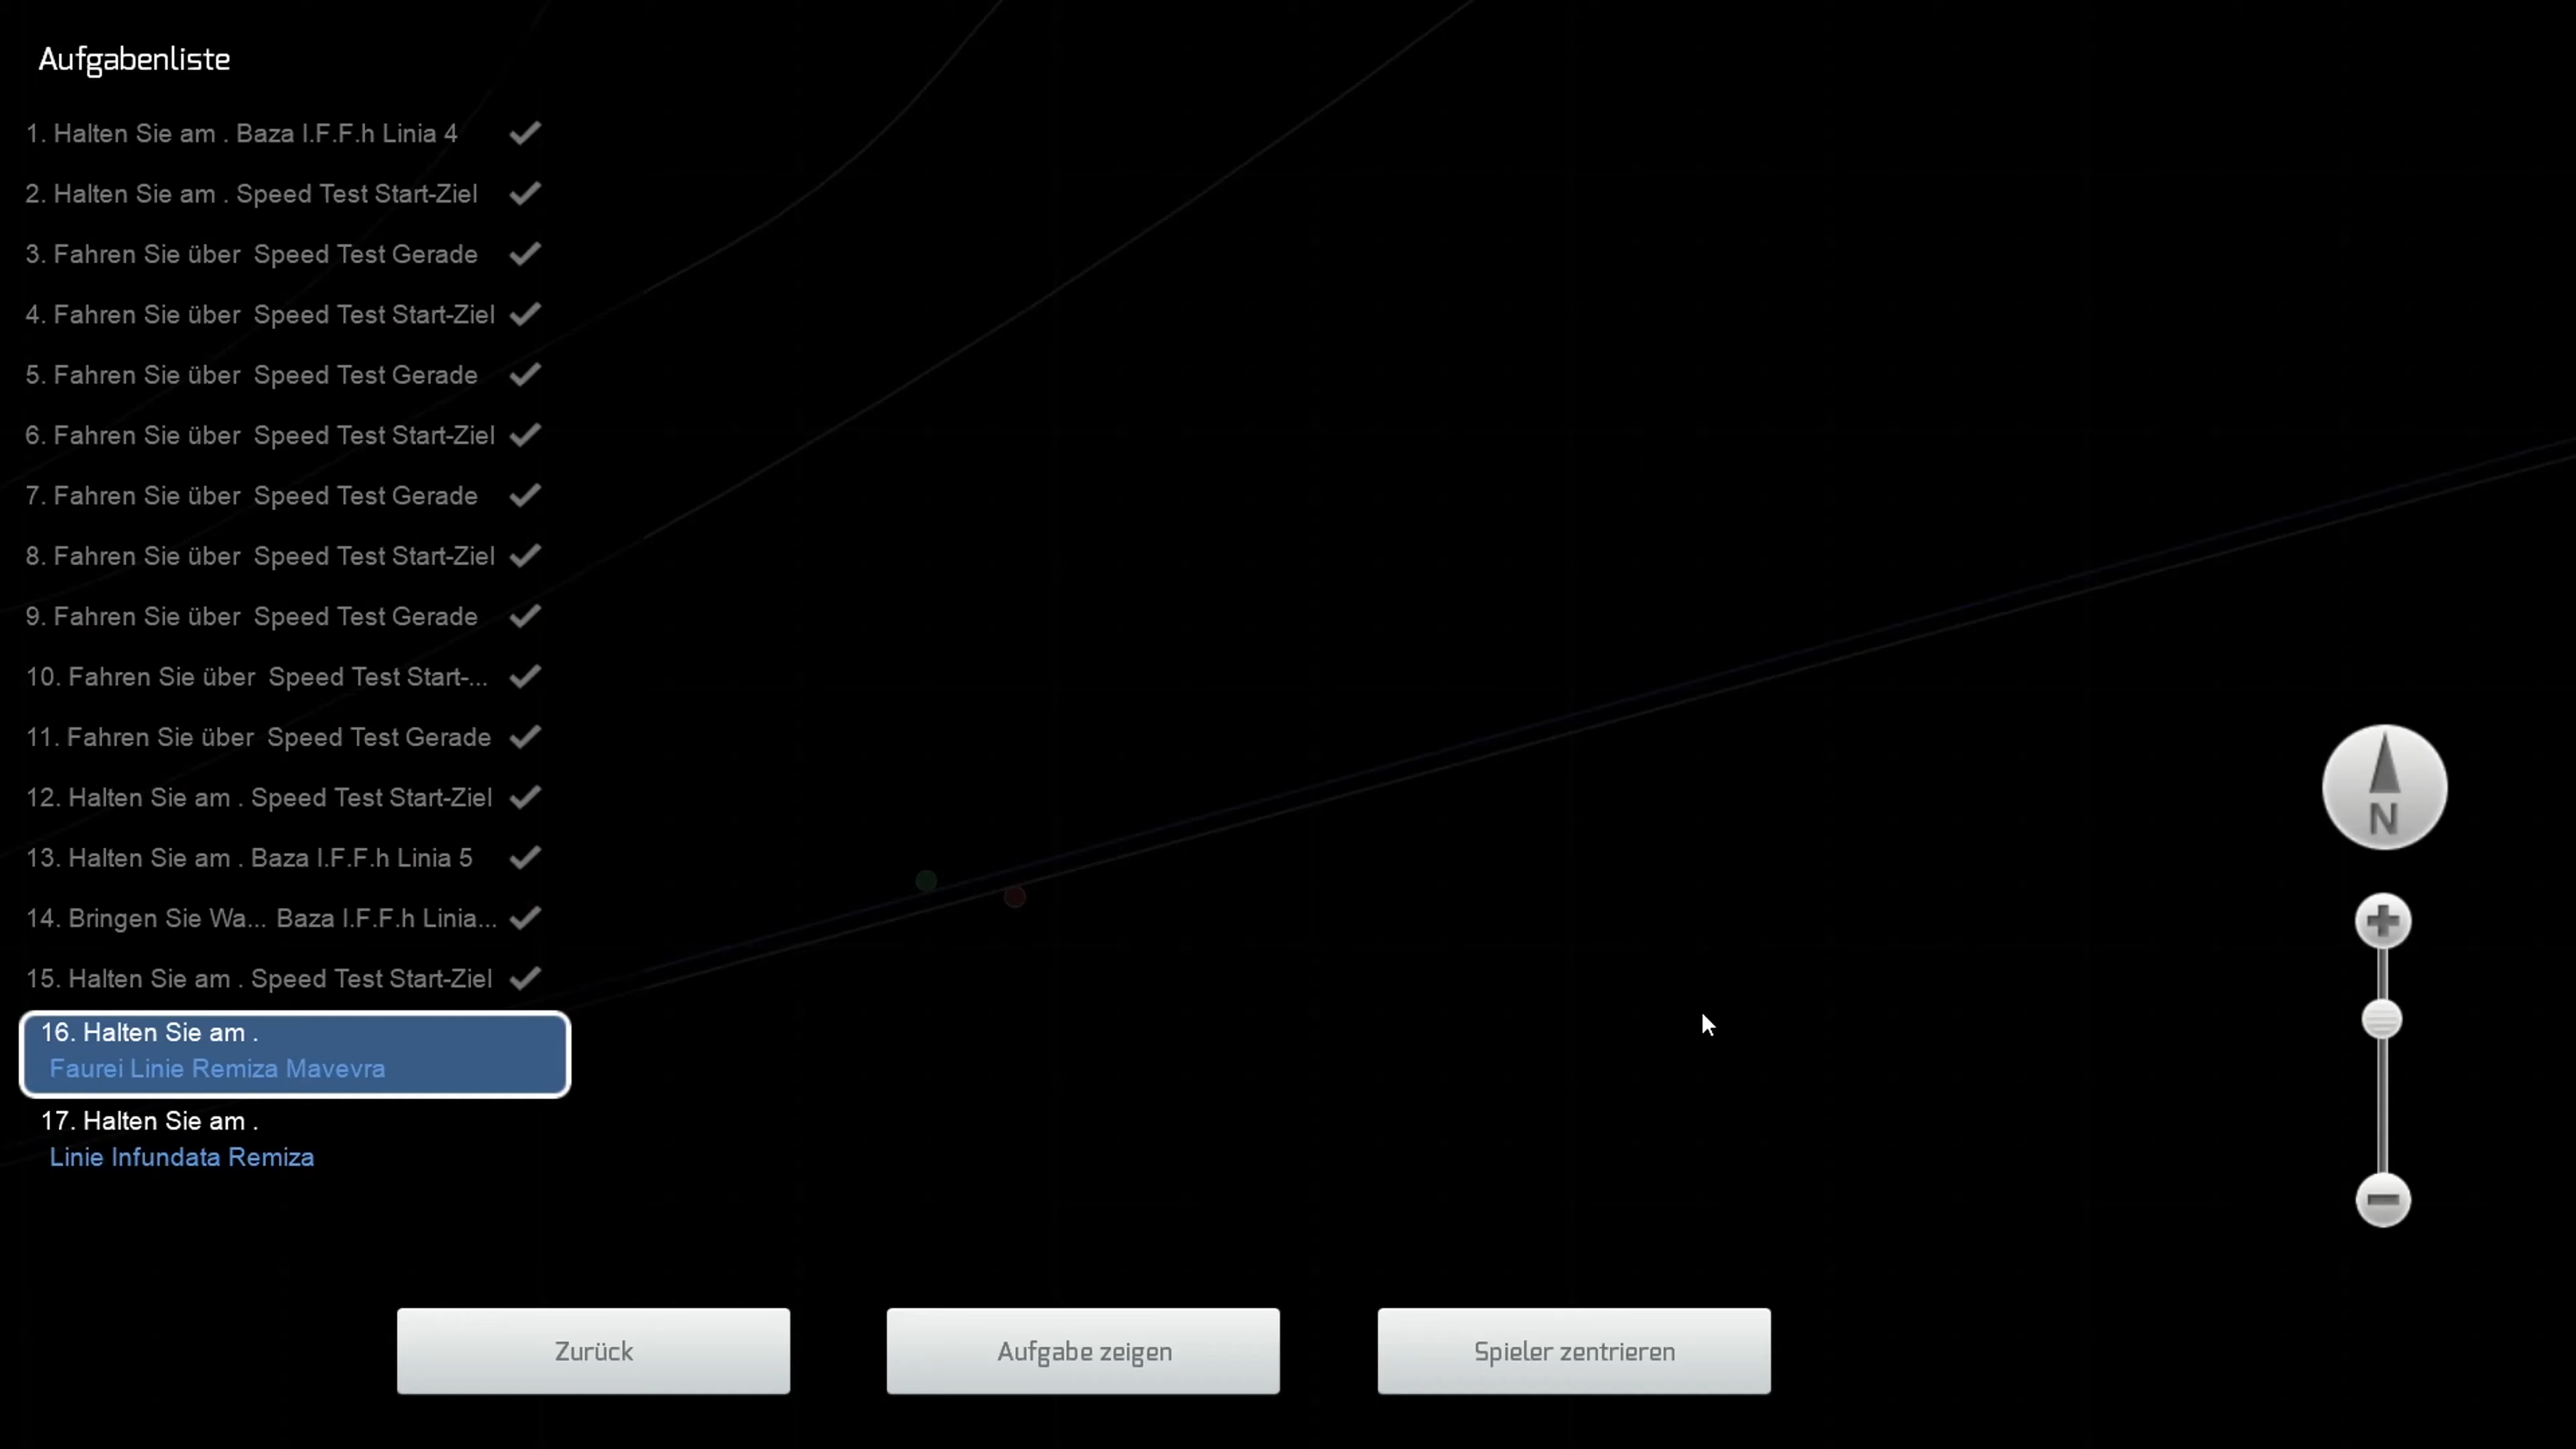 Aufgabenliste
1. Halten Sie am . Baza I.F.F.h Linia 4
2. Halten Sie am . Speed Test Start-Ziel
3. Fahren Sie über  Speed Test Gerade
4. Fahren Sie über  Speed Test Start-Ziel
5. Fahren Sie über  Speed Test Gerade
6. Fahren Sie über  Speed Test Start-Ziel
7. Fahren Sie über  Speed Test Gerade
8. Fahren Sie über  Speed Test Start-Ziel
9. Fahren Sie über  Speed Test Gerade
10. Fahren Sie über  Speed Test Start-...
11. Fahren Sie über  Speed Test Gerade
12. Halten Sie am . Speed Test Start-Ziel
13. Halten Sie am . Baza I.F.F.h Linia 5
14. Bringen Sie Wa... Baza I.F.F.h Linia...
15. Halten Sie am . Speed Test Start-Ziel
16. Halten Sie am .
Faurei Linie Remiza Mavevra
17. Halten Sie am .
Linie Infundata Remiza
N
Zurück
Aufgabe zeigen
Spieler zentrieren